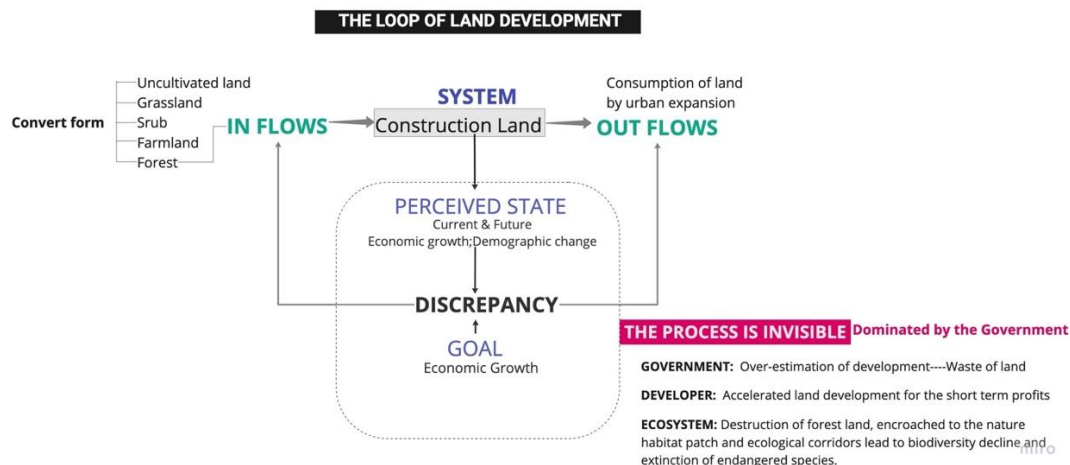 THE LOOP OF LAND DEVELOPMENT
Convert form
Uncultivated land
Grassland
Srub
Farmland
Forest
IN FLOWS
SYSTEM
Construction Land
Consumption of land
by urban expansion
OUT FLOWS
PERCEIVED STATE
Current & Future
Economic growth;Demographic change
DISCREPANCY
GOAL
Economic Growth
THE PROCESS IS INVISIBLE Dominated by the Government
GOVERNMENT: Over-estimation of development----Waste of land
DEVELOPER: Accelerated land development for the short term profits
ECOSYSTEM: Destruction of forest land, encroached to the nature
habitat patch and ecological corridors lead to biodiversity decline and
extinction of endangered species.
miro